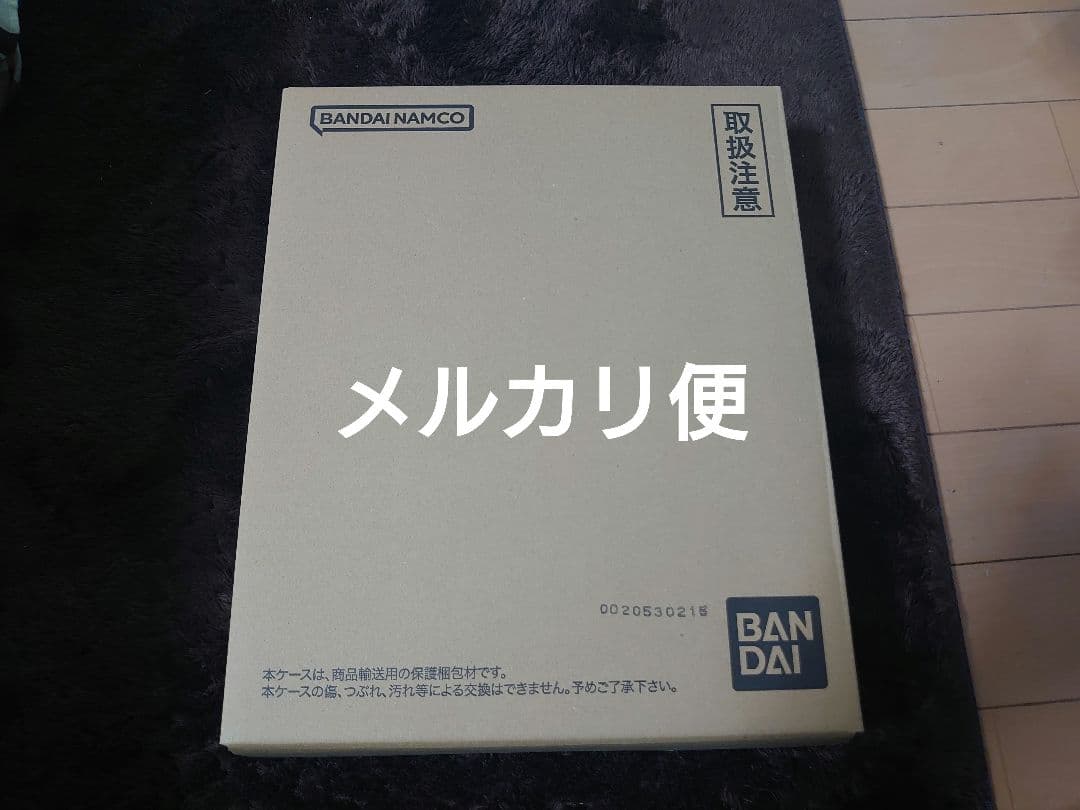 BANDAI NAMCO
取扱注意
メルカリ便
0020530215
BAN
DAI
本ケースは、商品輸送用の保護梱包材です。
本ケースの傷、つぶれ、汚れ等による交換はできません。予めご了承下さい。